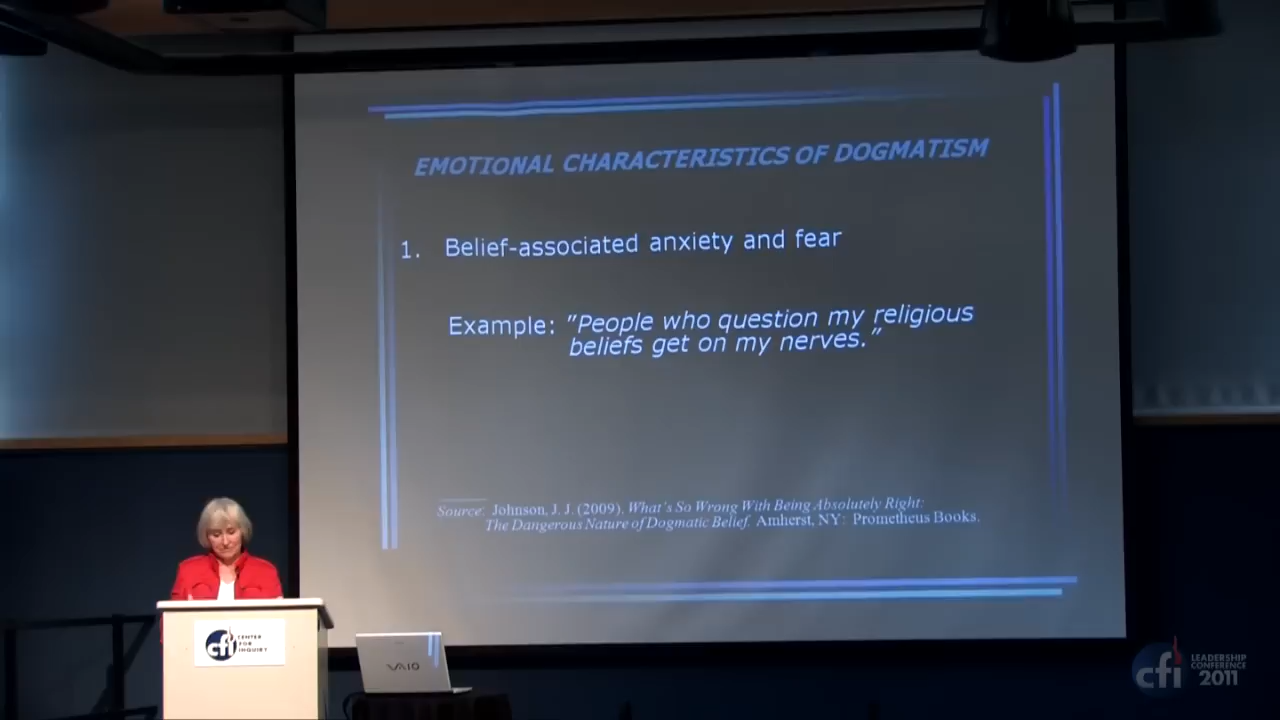 EMOTIONAL CHARACTERISTICS OF DOGMATISM
1. Belief-associated anxiety and fear
Example: "People who question my religious
beliefs get on my nerves."
Source: Johnson, J. J. (2009). What's So Wrong With Being Absolutely Right:
The Dangerous Nature of Dogmatic Belief. Amherst, NY: Prometheus Books.
cfi CENTER
FOR
INQUIRY
VAIO
cfi LEADERSHIP
CONFERENCE
2011